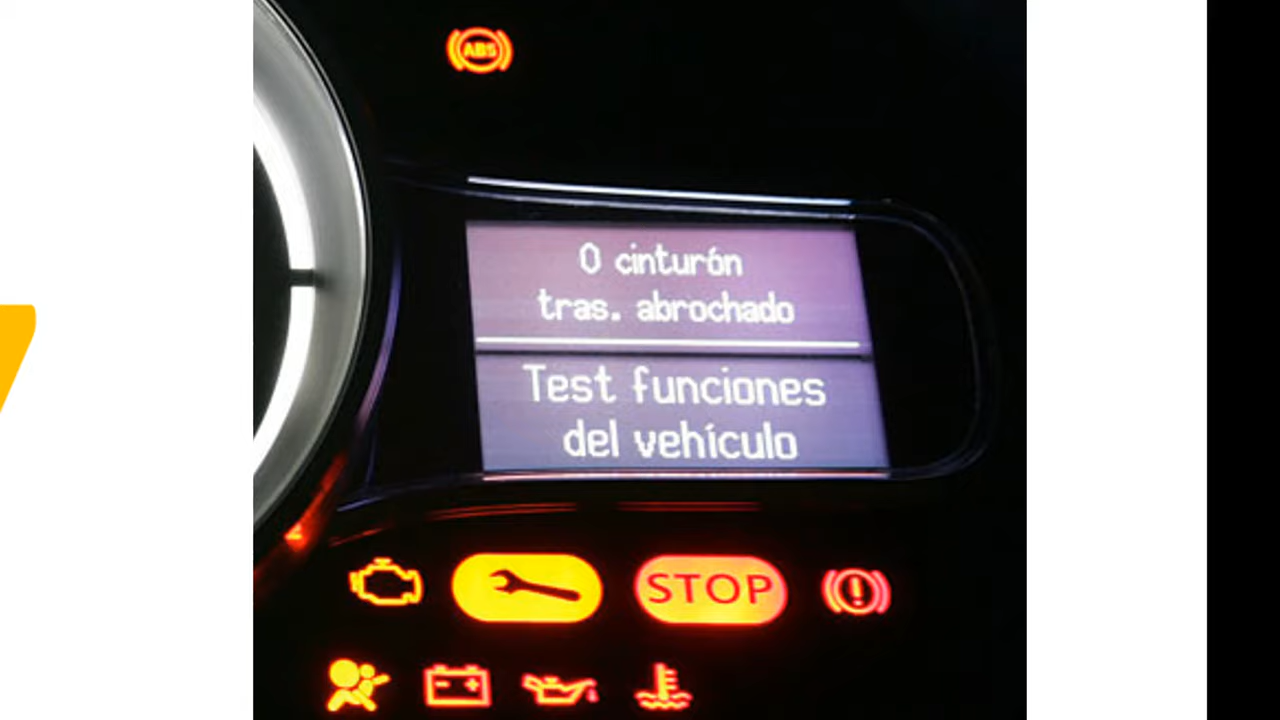 ABS
0 cinturón
tras. abrochado
Test funciones
del vehículo
STOP